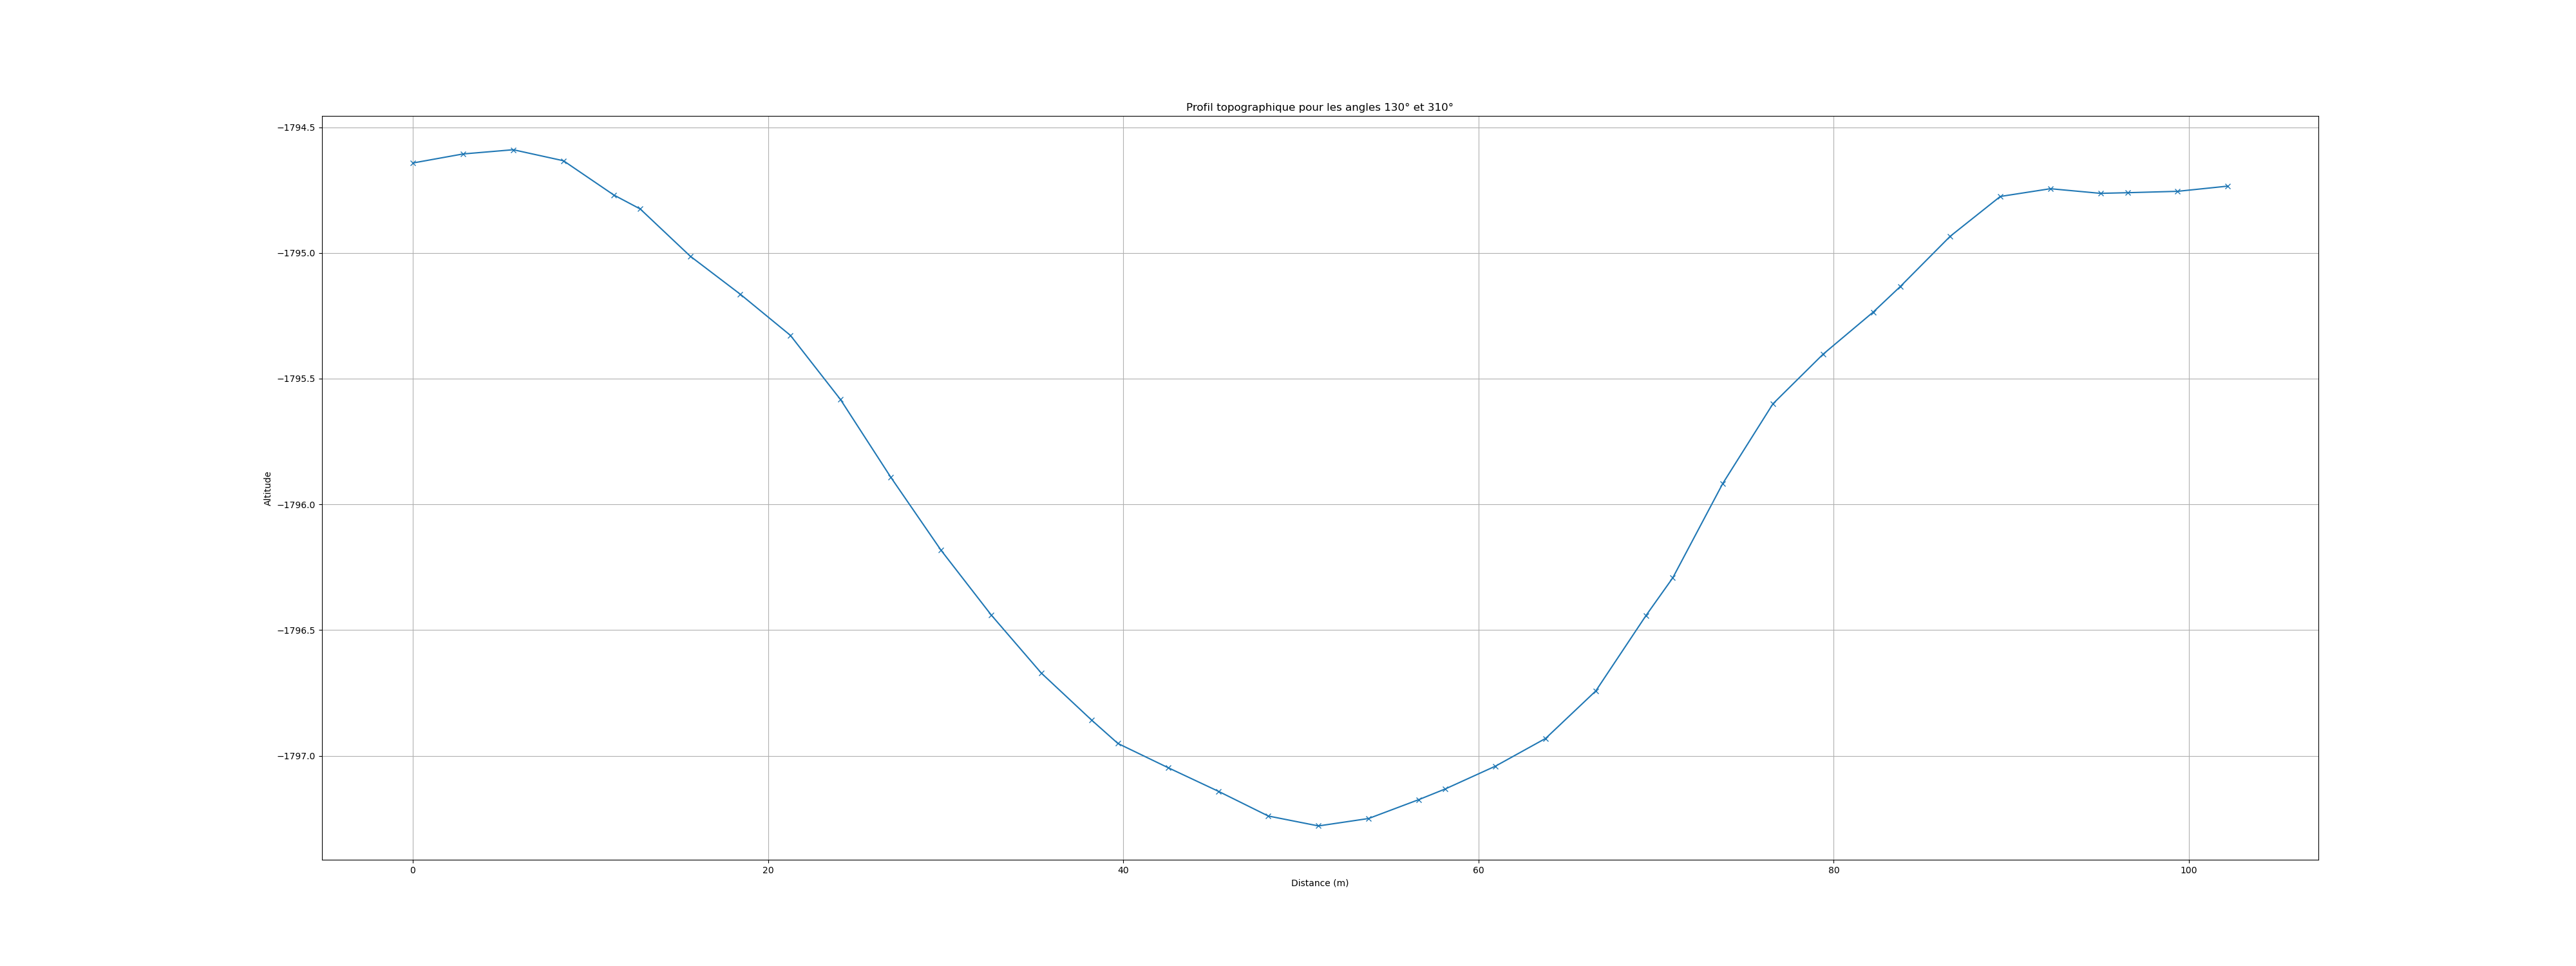 Profil topographique pour les angles 130° et 310°
−1794.5
−1795.0
−1795.5
−1796.0
−1796.5
−1797.0
Altitude
0 20 40 60 80 100
Distance (m)